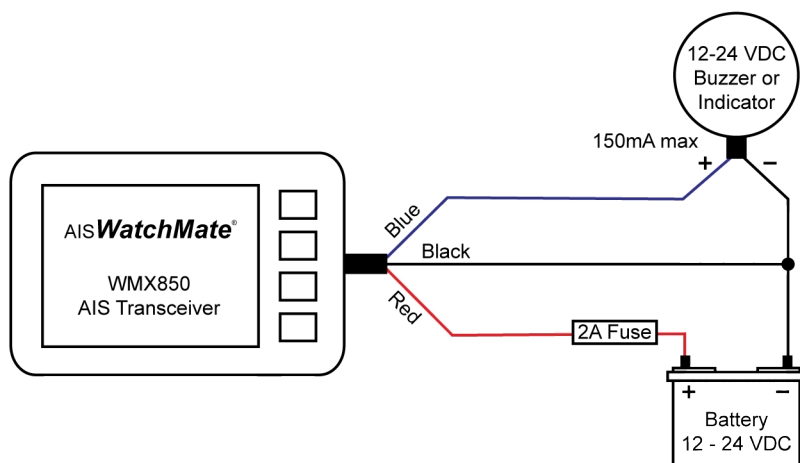 12-24 VDC
Buzzer or
Indicator
150mA max
+ −
AIS WatchMate®
WMX850
AIS Transceiver
Blue
Black
Red
2A Fuse
+ −
Battery
12 - 24 VDC